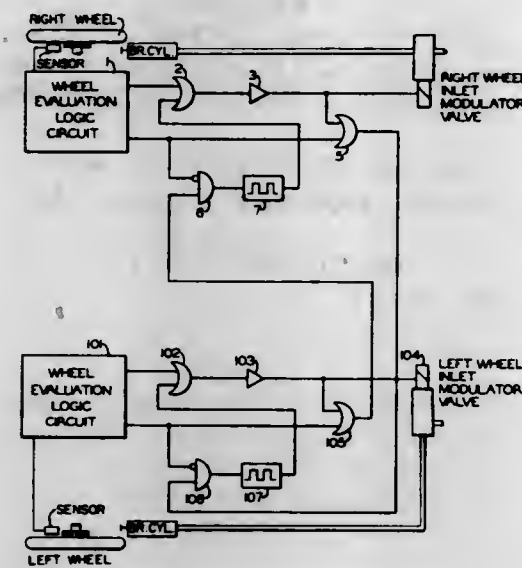 RIGHT WHEEL
BR.CYL.
SENSOR
1
WHEEL
EVALUATION
LOGIC
CIRCUIT
2
3
RIGHT WHEEL
INLET
MODULATOR
VALVE
5
6
7
101
WHEEL
EVALUATION
LOGIC
CIRCUIT
102
103
104
LEFT WHEEL
INLET
MODULATOR
VALVE
105
106
107
SENSOR
BR.CYL.
LEFT WHEEL